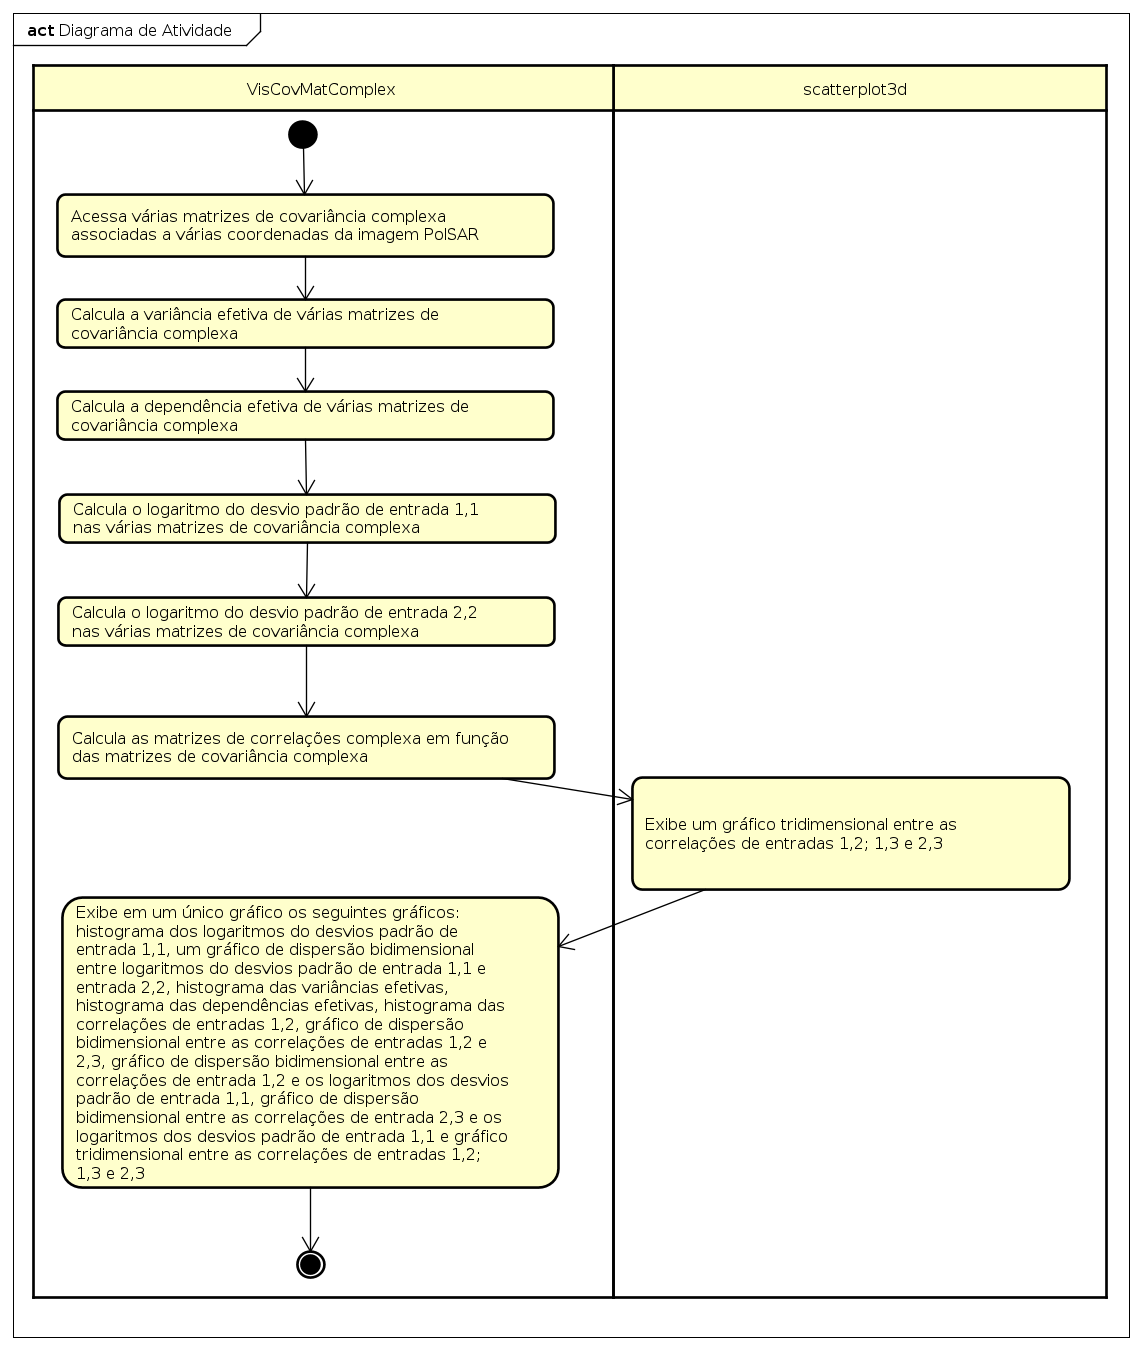 act Diagrama de Atividade
VisCovMatComplex
scatterplot3d
Acessa várias matrizes de covariância complexa
associadas a várias coordenadas da imagem PolSAR
Calcula a variância efetiva de várias matrizes de
covariância complexa
Calcula a dependência efetiva de várias matrizes de
covariância complexa
Calcula o logaritmo do desvio padrão de entrada 1,1
nas várias matrizes de covariância complexa
Calcula o logaritmo do desvio padrão de entrada 2,2
nas várias matrizes de covariância complexa
Calcula as matrizes de correlações complexa em função
das matrizes de covariância complexa
Exibe um gráfico tridimensional entre as
correlações de entradas 1,2; 1,3 e 2,3
Exibe em um único gráfico os seguintes gráficos:
histograma dos logaritmos do desvios padrão de
entrada 1,1, um gráfico de dispersão bidimensional
entre logaritmos do desvios padrão de entrada 1,1 e
entrada 2,2, histograma das variâncias efetivas,
histograma das dependências efetivas, histograma das
correlações de entradas 1,2, gráfico de dispersão
bidimensional entre as correlações de entradas 1,2 e
2,3, gráfico de dispersão bidimensional entre as
correlações de entrada 1,2 e os logaritmos dos desvios
padrão de entrada 1,1, gráfico de dispersão
bidimensional entre as correlações de entrada 2,3 e os
logaritmos dos desvios padrão de entrada 1,1 e gráfico
tridimensional entre as correlações de entradas 1,2;
1,3 e 2,3